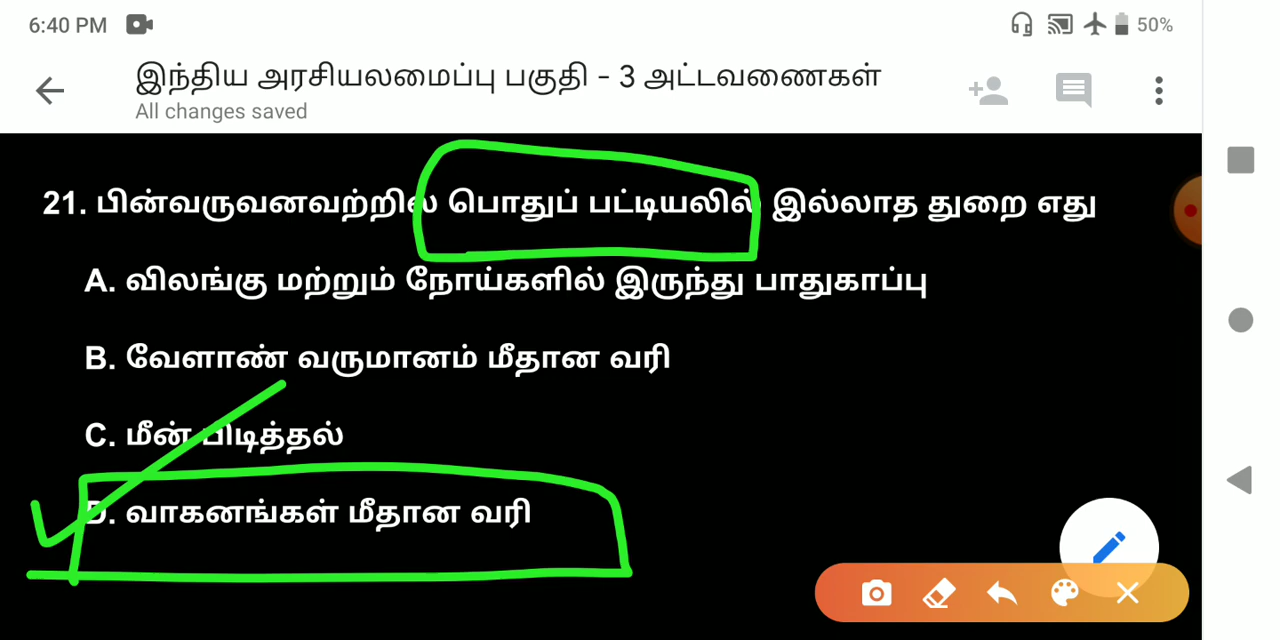 6:40 PM
50%
இந்திய அரசியலமைப்பு பகுதி - 3 அட்டவணைகள்
All changes saved
21. பின்வருவனவற்றில் பொதுப் பட்டியலில் இல்லாத துறை எது
A. விலங்கு மற்றும் நோய்களில் இருந்து பாதுகாப்பு
B. வேளாண் வருமானம் மீதான வரி
C. மீன் பிடித்தல்
D. வாகனங்கள் மீதான வரி